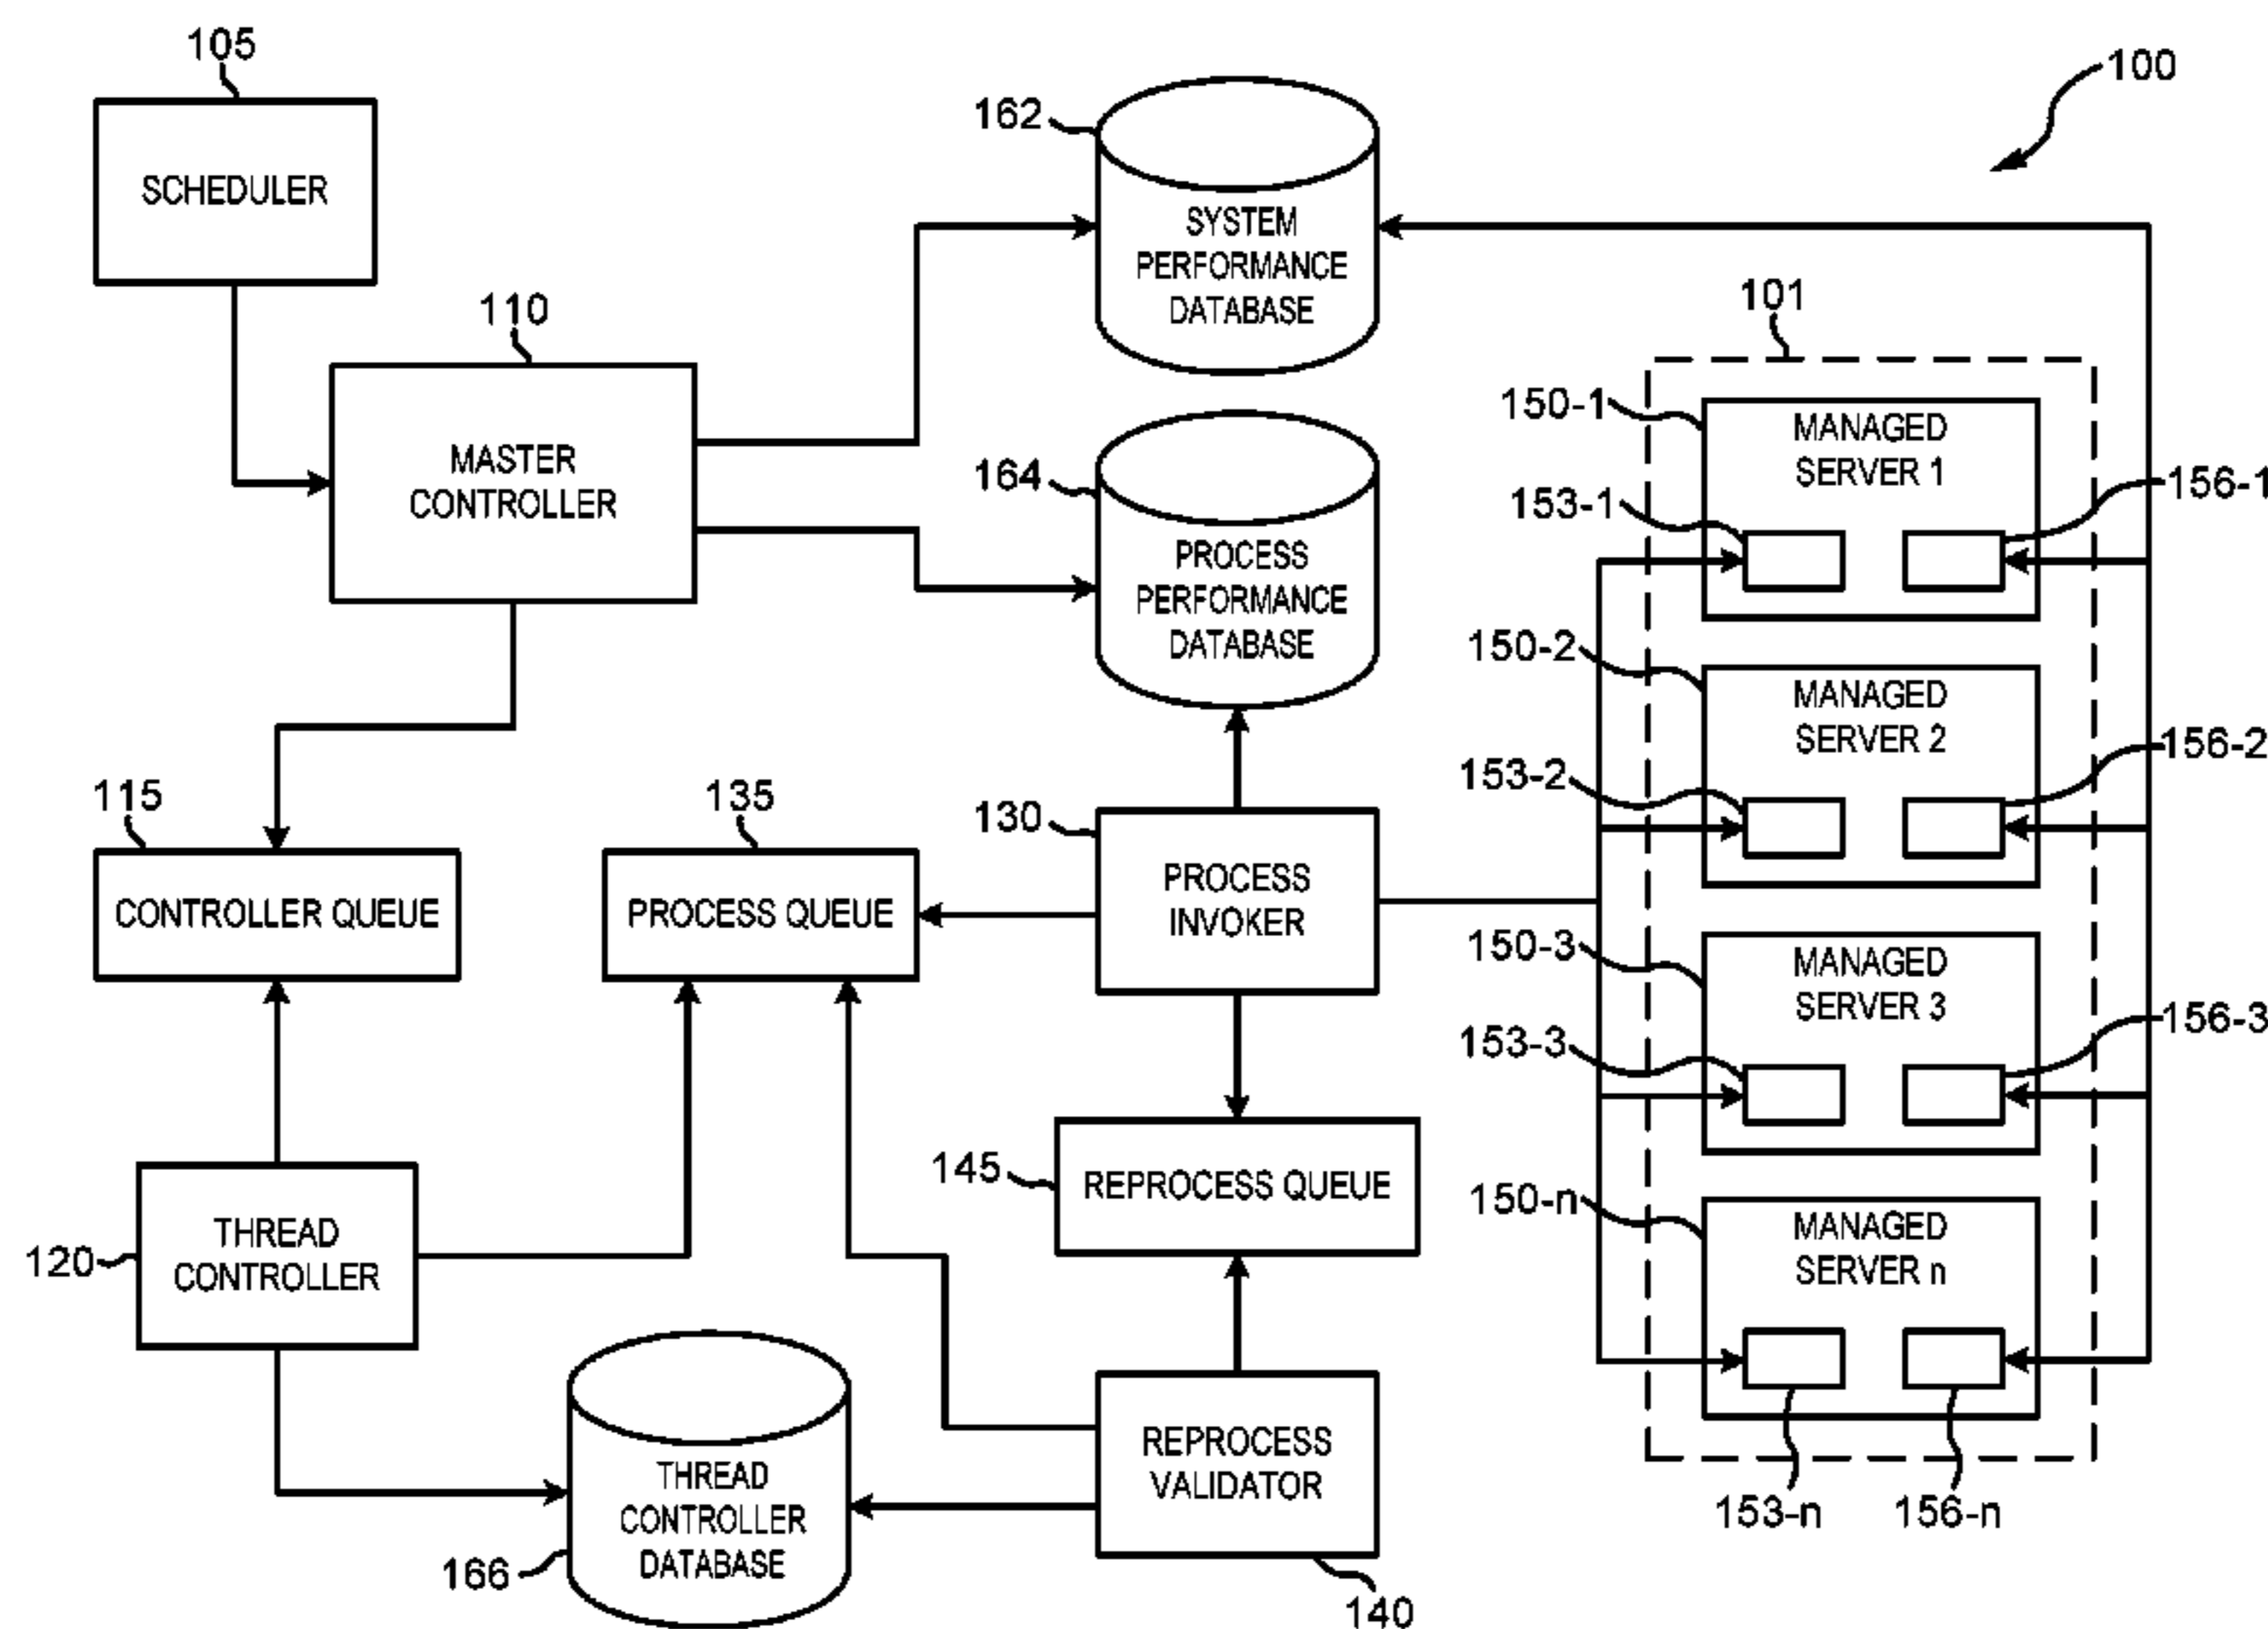 105
SCHEDULER
100
162
SYSTEM
PERFORMANCE
DATABASE
110
MASTER
CONTROLLER
164
PROCESS
PERFORMANCE
DATABASE
101
150-1
MANAGED
SERVER 1
153-1
156-1
150-2
MANAGED
SERVER 2
153-2
156-2
115
CONTROLLER QUEUE
135
PROCESS QUEUE
130
PROCESS
INVOKER
150-3
MANAGED
SERVER 3
153-3
156-3
145
REPROCESS QUEUE
150-n
MANAGED
SERVER n
153-n
156-n
120
THREAD
CONTROLLER
166
THREAD
CONTROLLER
DATABASE
REPROCESS
VALIDATOR
140